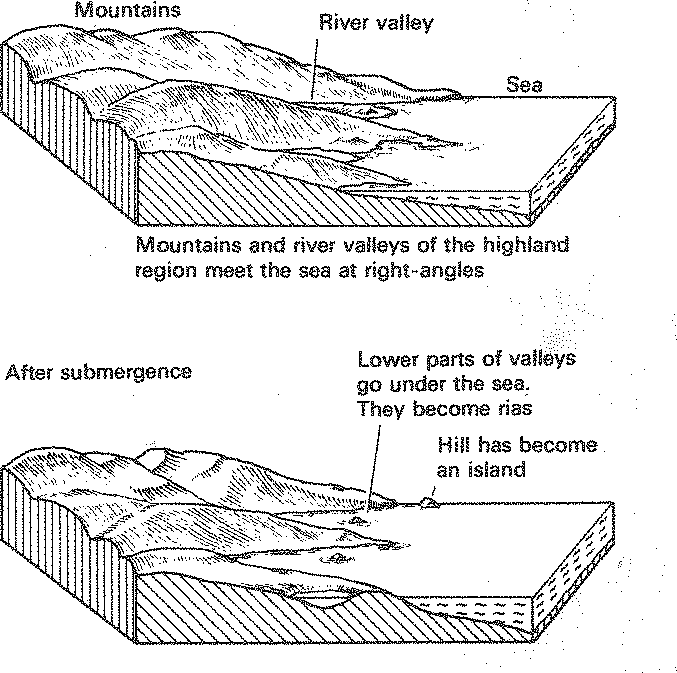 Mountains
River valley
Sea
Mountains and river valleys of the highland
region meet the sea at right-angles
After submergence
Lower parts of valleys
go under the sea.
They become rias
Hill has become
an island